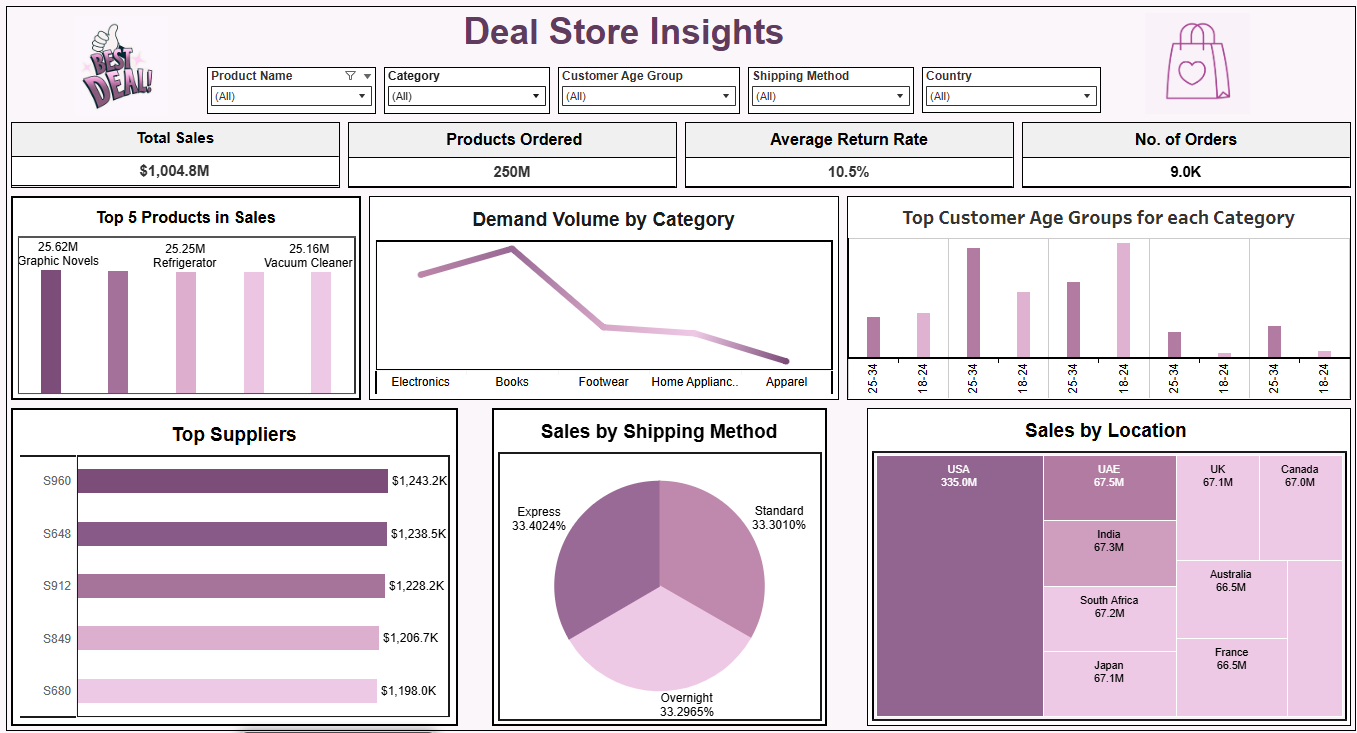 BEST
DEAL!
Deal Store Insights
Product Name
(All)
Category
(All)
Customer Age Group
(All)
Shipping Method
(All)
Country
(All)
Total Sales
$1,004.8M
Products Ordered
250M
Average Return Rate
10.5%
No. of Orders
9.0K
Top 5 Products in Sales
25.62M
Graphic Novels
25.25M
Refrigerator
25.16M
Vacuum Cleaner
Demand Volume by Category
Electronics
Books
Footwear
Home Applianc..
Apparel
Top Customer Age Groups for each Category
25-34
18-24
25-34
18-24
25-34
18-24
25-34
18-24
25-34
18-24
Top Suppliers
S960
$1,243.2K
S648
$1,238.5K
S912
$1,228.2K
S849
$1,206.7K
S680
$1,198.0K
Sales by Shipping Method
Express
33.4024%
Standard
33.3010%
Overnight
33.2965%
Sales by Location
USA
335.0M
UAE
67.5M
India
67.3M
South Africa
67.2M
Japan
67.1M
UK
67.1M
Canada
67.0M
Australia
66.5M
France
66.5M